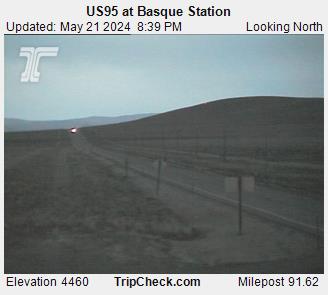 US95 at Basque Station
Updated: May 21 2024 8:39 PM Looking North
Elevation 4460 TripCheck.com Milepost 91.62